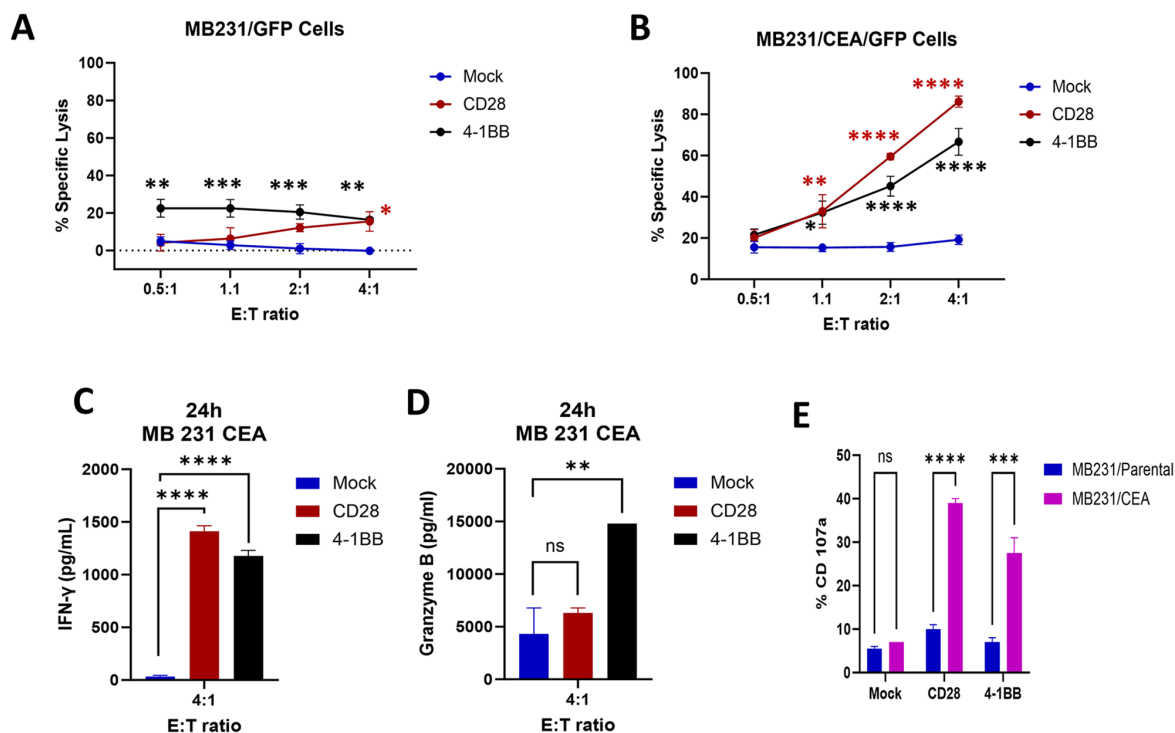 A
MB231/GFP Cells
% Specific Lysis
100
80
60
40
20
0
** *** *** ** *
0.5:1 1.1 2:1 4:1
E:T ratio
Mock
CD28
4-1BB
B
MB231/CEA/GFP Cells
% Specific Lysis
100
80
60
40
20
0
****
****
**
*
****
****
0.5:1 1.1 2:1 4:1
E:T ratio
Mock
CD28
4-1BB
C
24h
MB 231 CEA
IFN-γ (pg/mL)
2000
1500
1000
500
0
****
****
4:1
E:T ratio
Mock
CD28
4-1BB
D
24h
MB 231 CEA
Granzyme B (pg/ml)
20000
15000
10000
5000
0
**
ns
4:1
E:T ratio
Mock
CD28
4-1BB
E
% CD 107a
50
40
30
20
10
0
ns **** ***
Mock CD28 4-1BB
MB231/Parental
MB231/CEA